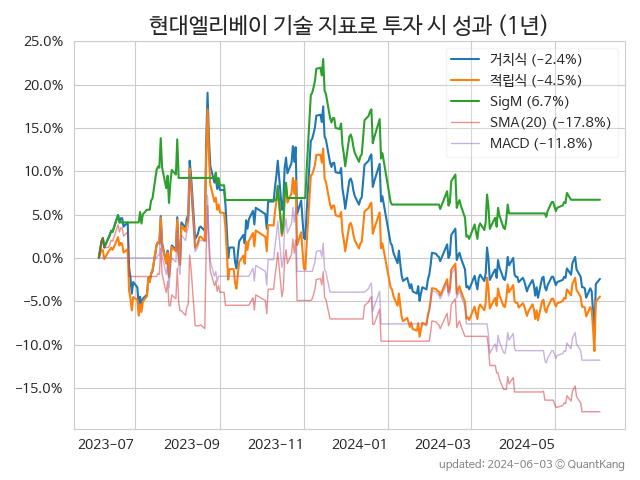 현대엘리베이 기술 지표로 투자 시 성과 (1년)
25.0%
20.0%
15.0%
10.0%
5.0%
0.0%
−5.0%
−10.0%
−15.0%
거치식 (−2.4%)
적립식 (−4.5%)
SigM (6.7%)
SMA(20) (−17.8%)
MACD (−11.8%)
2023-07
2023-09
2023-11
2024-01
2024-03
2024-05
updated: 2024-06-03 ⓒ QuantKang